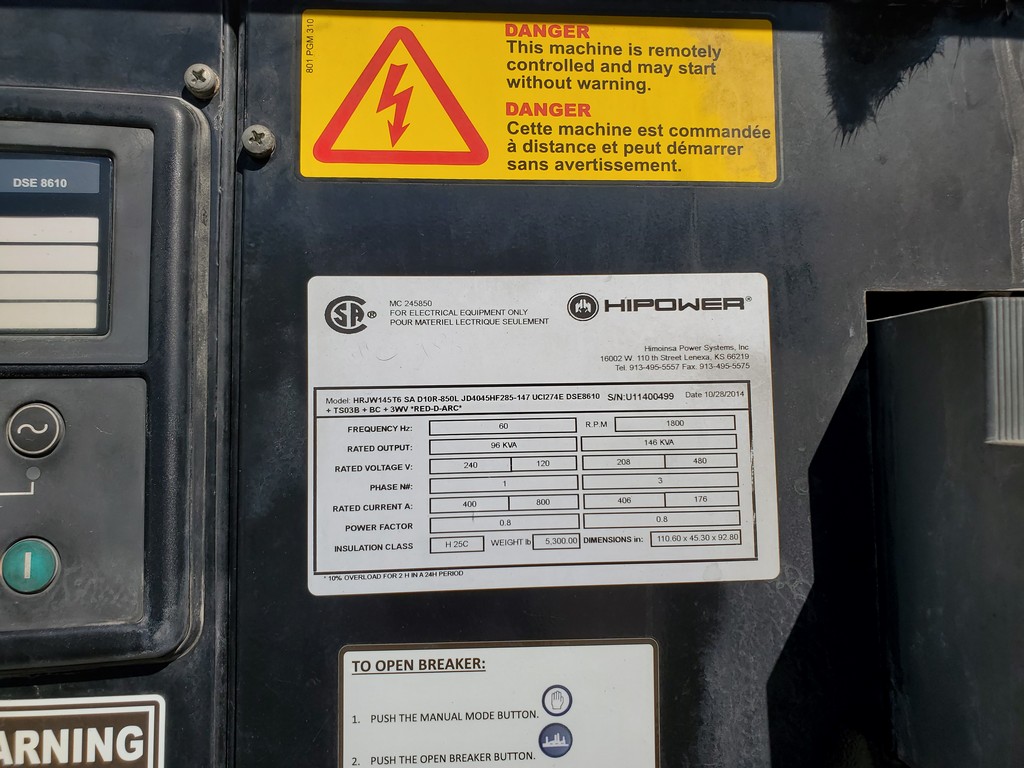 801 PGM 310
DANGER
This machine is remotely
controlled and may start
without warning.
DANGER
Cette machine est commandée
à distance et peut démarrer
sans avertissement.
DSE 8610
CSA ®
MC 245850
FOR ELECTRICAL EQUIPMENT ONLY
POUR MATERIEL LECTRIQUE SEULEMENT
HIPOWER®
Himoinsa Power Systems, Inc
16002 W. 110 th Street Lenexa, KS 66219
Tel. 913-495-5557 Fax. 913-495-5575
Model: HRJW145T6 SA D10R-850L JD4045HF285-147 UCI274E DSE8610 S/N:U11400499 Date 10/28/2014
+ TS03B + BC + 3WV *RED-D-ARC*
FREQUENCY Hz: 60 R.P.M 1800
RATED OUTPUT: 96 KVA 146 KVA
RATED VOLTAGE V: 240 120 208 480
PHASE N#: 1 3
RATED CURRENT A: 400 800 406 176
POWER FACTOR 0.8 0.8
INSULATION CLASS H 25C WEIGHT lb 5,300.00 DIMENSIONS in: 110.60 x 45.30 x 92.80
* 10% OVERLOAD FOR 2 H IN A 24H PERIOD
TO OPEN BREAKER:
1. PUSH THE MANUAL MODE BUTTON.
2. PUSH THE OPEN BREAKER BUTTON.
ARNING